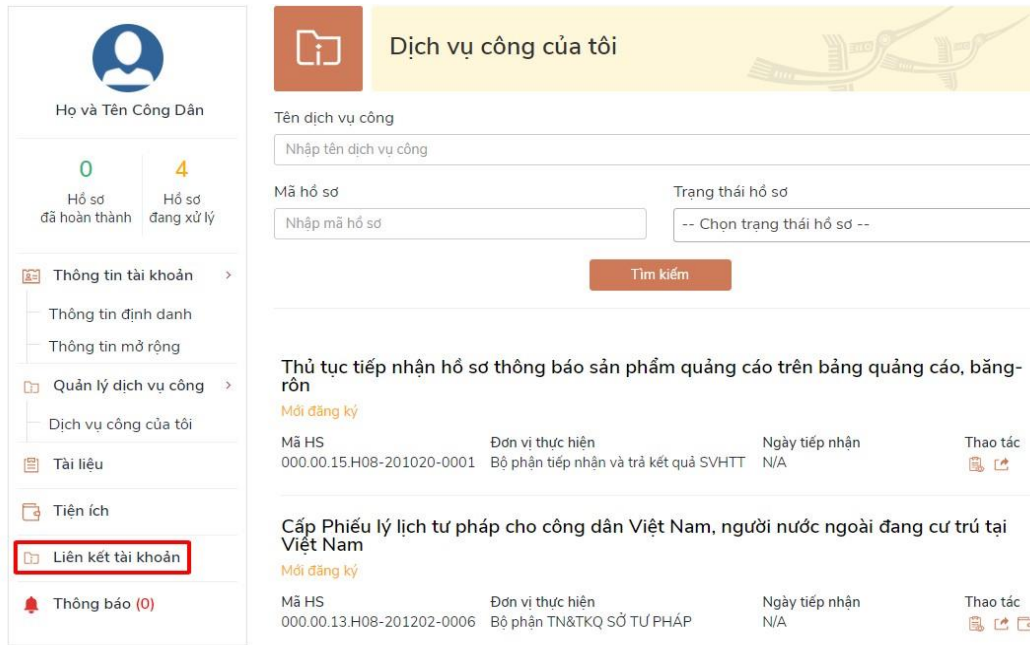 Họ và Tên Công Dân
0
Hồ sơ
đã hoàn thành
4
Hồ sơ
đang xử lý
Thông tin tài khoản
Thông tin định danh
Thông tin mở rộng
Quản lý dịch vụ công
Dịch vụ công của tôi
Tài liệu
Tiện ích
Liên kết tài khoản
Thông báo (0)
Dịch vụ công của tôi
Tên dịch vụ công
Nhập tên dịch vụ công
Mã hồ sơ
Nhập mã hồ sơ
Trạng thái hồ sơ
-- Chọn trạng thái hồ sơ --
Tìm kiếm
Thủ tục tiếp nhận hồ sơ thông báo sản phẩm quảng cáo trên bảng quảng cáo, băng-
rôn
Mới đăng ký
Mã HS Đơn vị thực hiện Ngày tiếp nhận Thao tác
000.00.15.H08-201020-0001 Bộ phận tiếp nhận và trả kết quả SVHTT N/A
Cấp Phiếu lý lịch tư pháp cho công dân Việt Nam, người nước ngoài đang cư trú tại
Việt Nam
Mới đăng ký
Mã HS Đơn vị thực hiện Ngày tiếp nhận Thao tác
000.00.13.H08-201202-0006 Bộ phận TN&TKQ SỞ TƯ PHÁP N/A